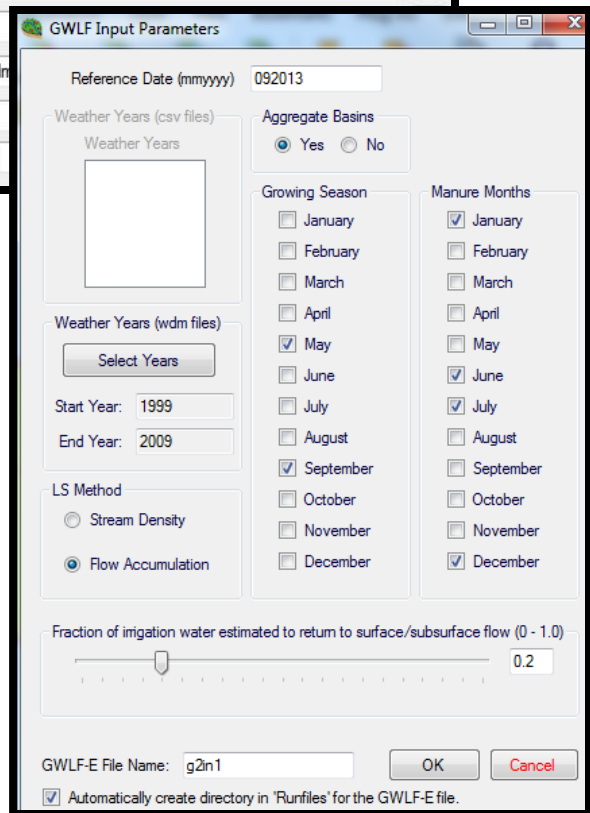 GWLF Input Parameters
Reference Date (mmyyyy) 092013
Weather Years (csv files)
Weather Years
Aggregate Basins
Yes No
Growing Season
January
February
March
April
May
June
July
August
September
October
November
December
Manure Months
January
February
March
April
May
June
July
August
September
October
November
December
Weather Years (wdm files)
Select Years
Start Year: 1999
End Year: 2009
LS Method
Stream Density
Flow Accumulation
Fraction of irrigation water estimated to return to surface/subsurface flow (0 - 1.0)
0.2
GWLF-E File Name: g2in1
OK Cancel
Automatically create directory in 'Runfiles' for the GWLF-E file.